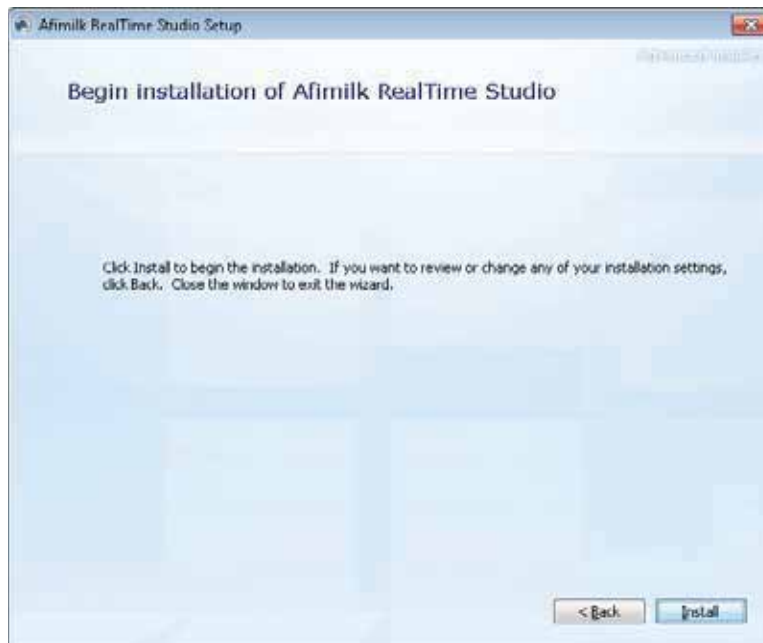 Afimilk RealTime Studio Setup
Begin installation of Afimilk RealTime Studio
Click Install to begin the installation. If you want to review or change any of your installation settings,
click Back. Close the window to exit the wizard.
< Back
Install